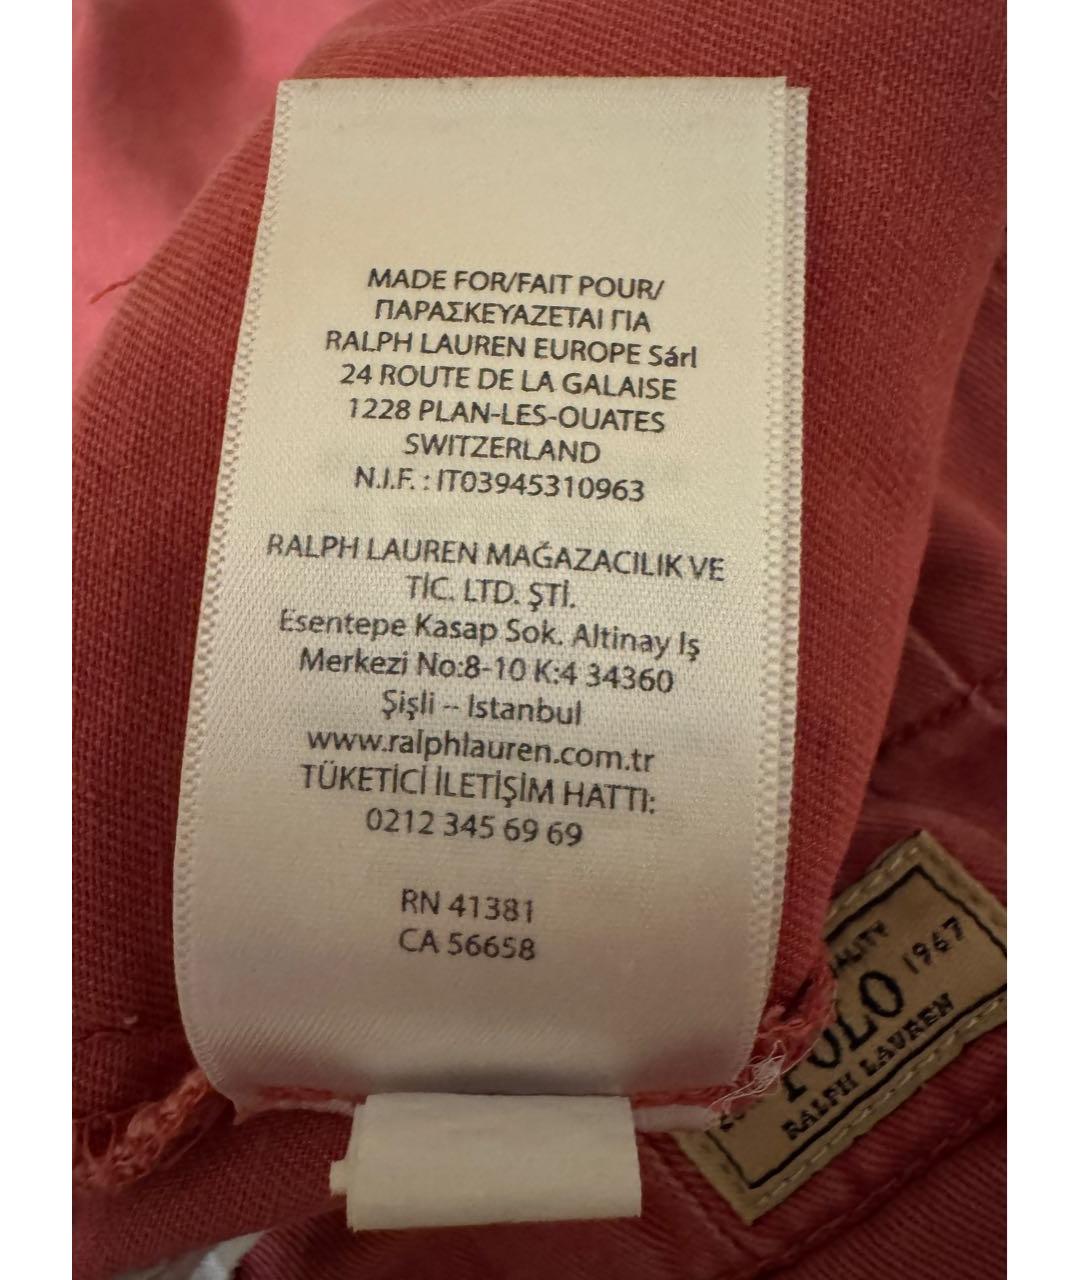 MADE FOR/FAIT POUR/
ΠΑΡΑΣΚΕΥΑΖΕΤΑΙ ΓΙΑ
RALPH LAUREN EUROPE Sárl
24 ROUTE DE LA GALAISE
1228 PLAN-LES-OUATES
SWITZERLAND
N.I.F. : IT03945310963
RALPH LAUREN MAĞAZACILIK VE
TİC. LTD. ŞTİ.
Esentepe Kasap Sok. Altinay Iş
Merkezi No:8-10 K:4 34360
Şişli -- Istanbul
www.ralphlauren.com.tr
TÜKETİCİ İLETİŞİM HATTI:
0212 345 69 69
RN 41381
CA 56658
1967
POLO
RALPH LAUREN